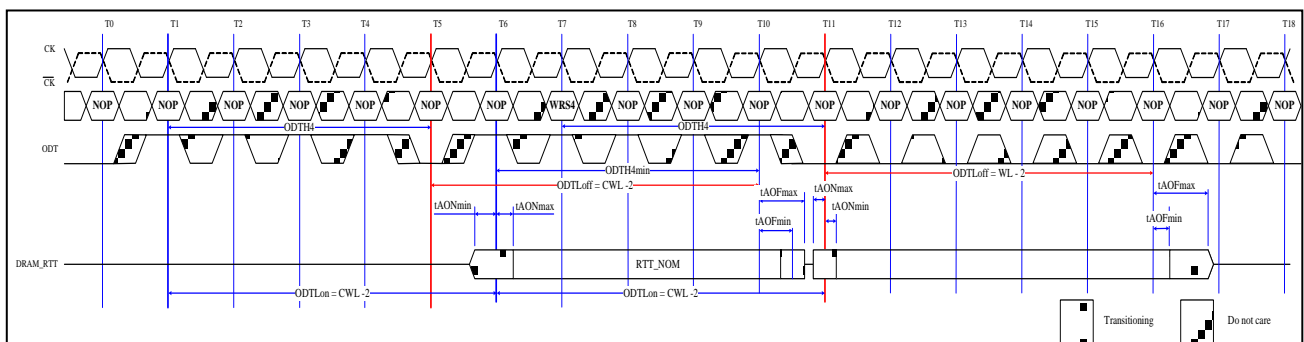 T0 T1 T2 T3 T4 T5 T6 T7 T8 T9 T10 T11 T12 T13 T14 T15 T16 T17 T18
CK
CK
NOP NOP NOP NOP NOP NOP NOP WRS4 NOP NOP NOP NOP NOP NOP NOP NOP NOP NOP NOP
ODTH4 ODTH4
ODT
ODTH4min ODTLoff = WL - 2
ODTLoff = CWL -2 tAOFmax
tAONmin tAONmax tAOFmax tAONmax
tAOFmin tAONmin tAOFmin
DRAM_RTT RTT_NOM
ODTLon = CWL -2 ODTLon = CWL -2
Transitioning Do not care